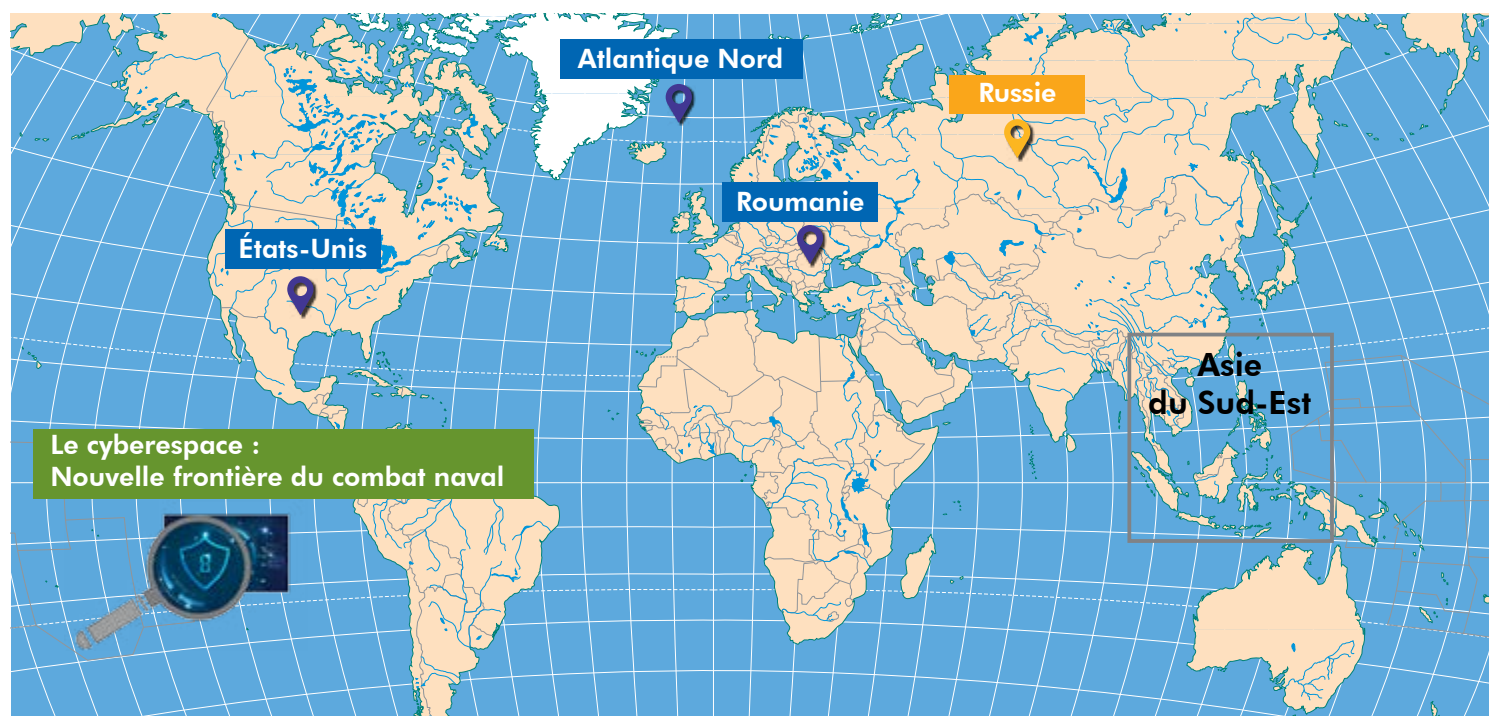 Atlantique Nord
Russie
Roumanie
États-Unis
Asie
du Sud-Est
Le cyberespace :
Nouvelle frontière du combat naval